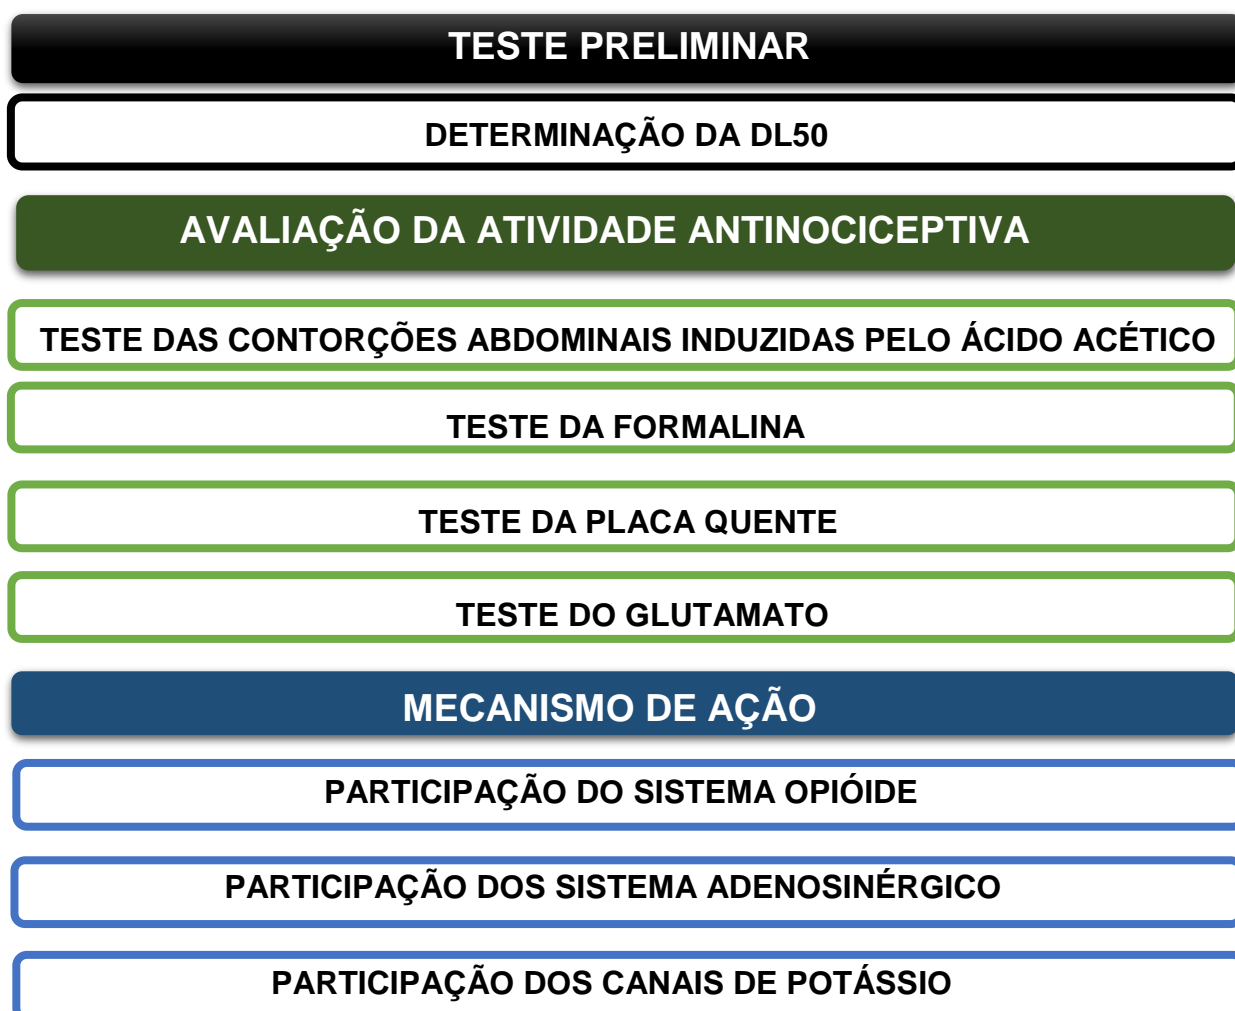 TESTE PRELIMINAR
DETERMINAÇÃO DA DL50
AVALIAÇÃO DA ATIVIDADE ANTINOCICEPTIVA
TESTE DAS CONTORÇÕES ABDOMINAIS INDUZIDAS PELO ÁCIDO ACÉTICO
TESTE DA FORMALINA
TESTE DA PLACA QUENTE
TESTE DO GLUTAMATO
MECANISMO DE AÇÃO
PARTICIPAÇÃO DO SISTEMA OPIÓIDE
PARTICIPAÇÃO DOS SISTEMA ADENOSINÉRGICO
PARTICIPAÇÃO DOS CANAIS DE POTÁSSIO